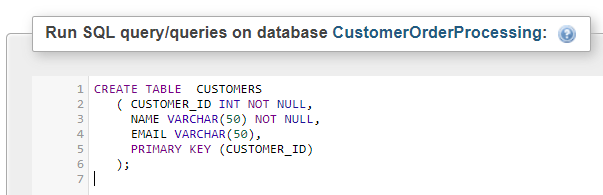 Run SQL query/queries on database CustomerOrderProcessing:
1 CREATE TABLE  CUSTOMERS
2 ( CUSTOMER_ID INT NOT NULL,
3 NAME VARCHAR(50) NOT NULL,
4 EMAIL VARCHAR(50),
5 PRIMARY KEY (CUSTOMER_ID)
6 );
7